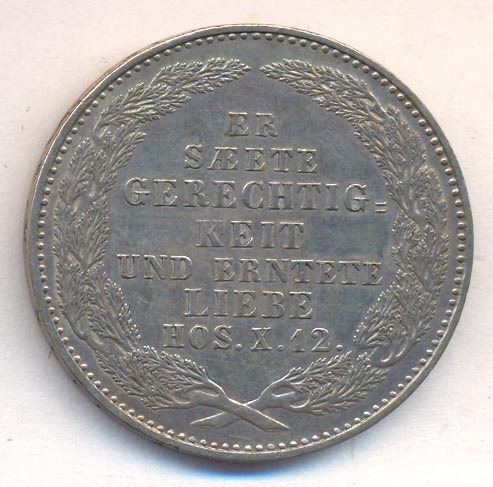 ER
SÆETE
GERECHTIG=
KEIT
UND ERNTETE
LIEBE
HOS. X. 12.